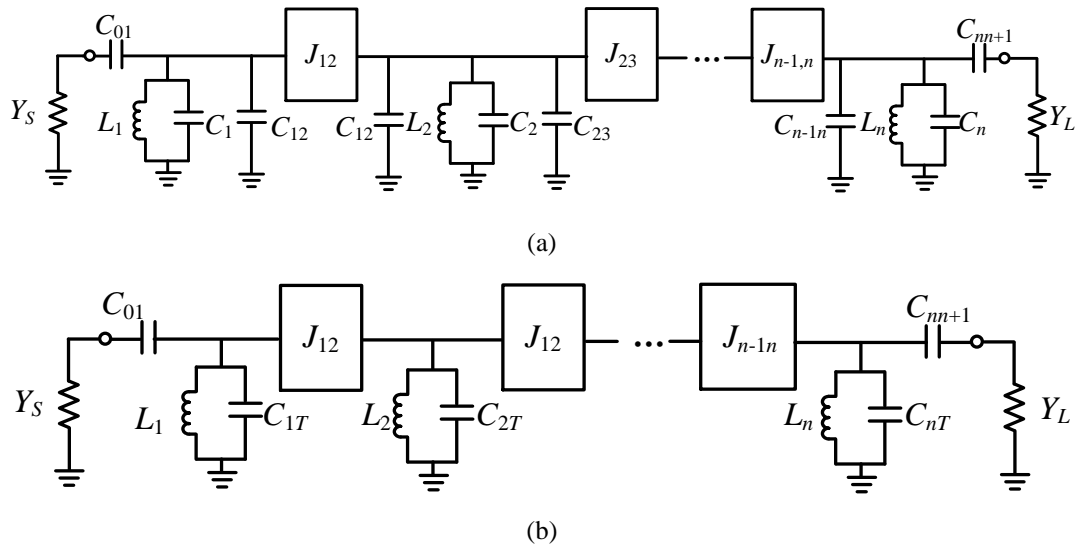 C01 J12 J23 ... Jn-1,n Cnn+1
YS L1 C1 C12 C12 L2 C2 C23 Cn-1n Ln Cn YL
(a)
C01 J12 J12 ... Jn-1n Cnn+1
YS L1 C1T L2 C2T Ln CnT YL
(b)